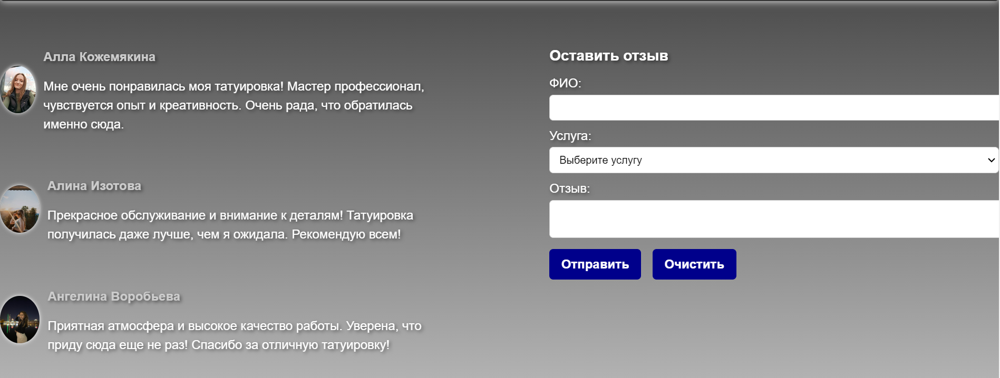 Алла Кожемякина
Мне очень понравилась моя татуировка! Мастер профессионал,
чувствуется опыт и креативность. Очень рада, что обратилась
именно сюда.
Алина Изотова
Прекрасное обслуживание и внимание к деталям! Татуировка
получилась даже лучше, чем я ожидала. Рекомендую всем!
Ангелина Воробьева
Приятная атмосфера и высокое качество работы. Уверена, что
приду сюда еще не раз! Спасибо за отличную татуировку!
Оставить отзыв
ФИО:
Услуга:
Выберите услугу
Отзыв:
Отправить
Очистить